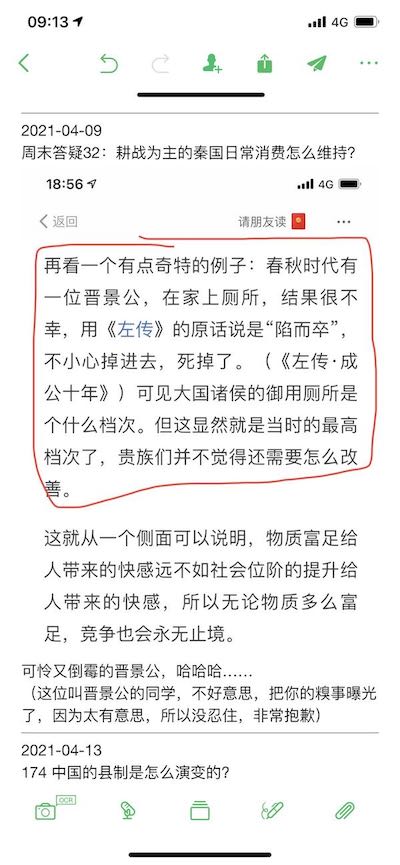 09:13
4G
2021-04-09
周末答疑32：耕战为主的秦国日常消费怎么维持？
18:56
4G
返回
请朋友读
再看一个有点奇特的例子：春秋时代有
一位晋景公，在家上厕所，结果很不
幸，用《左传》的原话说是“陷而卒”，
不小心掉进去，死掉了。（《左传·成
公十年》）可见大国诸侯的御用厕所是
个什么档次。但这显然就是当时的最高
档次了，贵族们并不觉得还需要怎么改
善。
这就从一个侧面可以说明，物质富足给
人带来的快感远不如社会位阶的提升给
人带来的快感，所以无论物质多么富
足，竞争也会永无止境。
可怜又倒霉的晋景公，哈哈哈……
（这位叫晋景公的同学，不好意思，把你的糗事曝光
了，因为太有意思，所以没忍住，非常抱歉）
2021-04-13
174 中国的县制是怎么演变的？
OCR